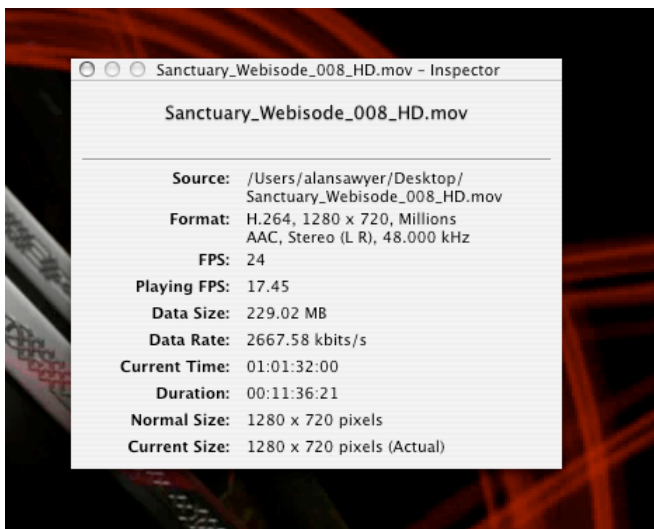 Sanctuary_Webisode_008_HD.mov – Inspector
Sanctuary_Webisode_008_HD.mov
Source: /Users/alansawyer/Desktop/
Sanctuary_Webisode_008_HD.mov
Format: H.264, 1280 x 720, Millions
AAC, Stereo (L R), 48.000 kHz
FPS: 24
Playing FPS: 17.45
Data Size: 229.02 MB
Data Rate: 2667.58 kbits/s
Current Time: 01:01:32:00
Duration: 00:11:36:21
Normal Size: 1280 x 720 pixels
Current Size: 1280 x 720 pixels (Actual)